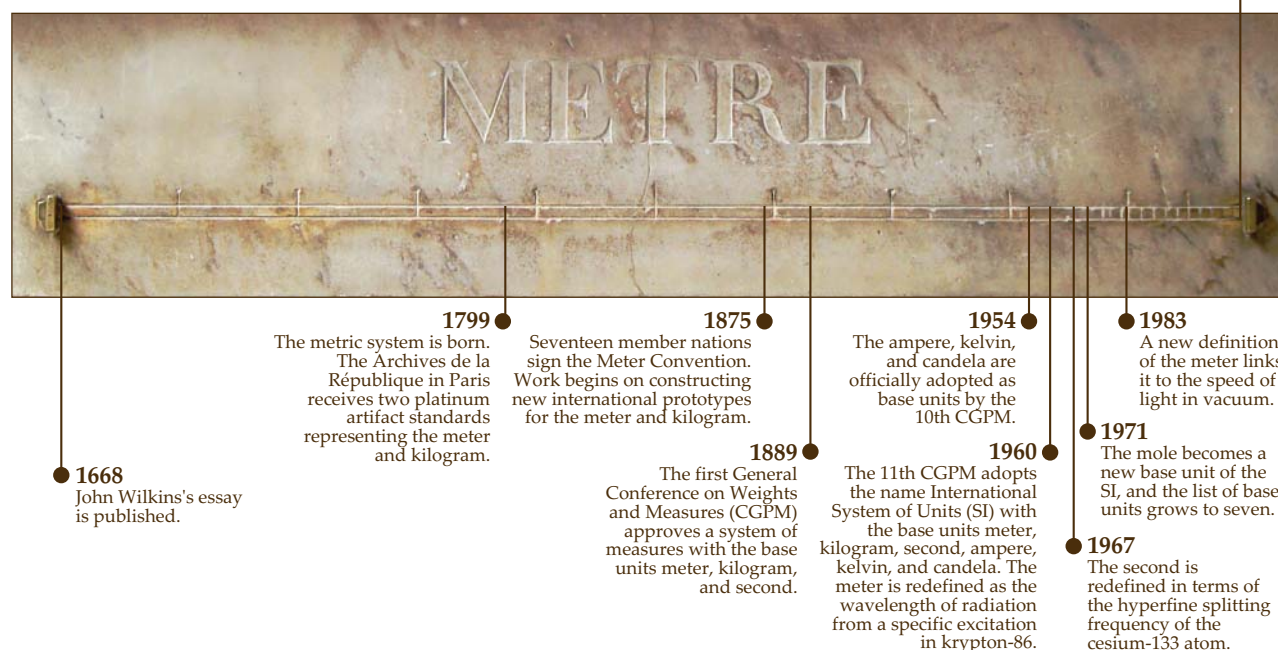 METRE
1799
The metric system is born.
The Archives de la
République in Paris
receives two platinum
artifact standards
representing the meter
and kilogram.
1875
Seventeen member nations
sign the Meter Convention.
Work begins on constructing
new international prototypes
for the meter and kilogram.
1954
The ampere, kelvin,
and candela are
officially adopted as
base units by the
10th CGPM.
1983
A new definition
of the meter links
it to the speed of
light in vacuum.
1668
John Wilkins's essay
is published.
1889
The first General
Conference on Weights
and Measures (CGPM)
approves a system of
measures with the base
units meter, kilogram,
and second.
1960
The 11th CGPM adopts
the name International
System of Units (SI) with
the base units meter,
kilogram, second, ampere,
kelvin, and candela. The
meter is redefined as the
wavelength of radiation
from a specific excitation
in krypton-86.
1971
The mole becomes a
new base unit of the
SI, and the list of base
units grows to seven.
1967
The second is
redefined in terms of
the hyperfine splitting
frequency of the
cesium-133 atom.